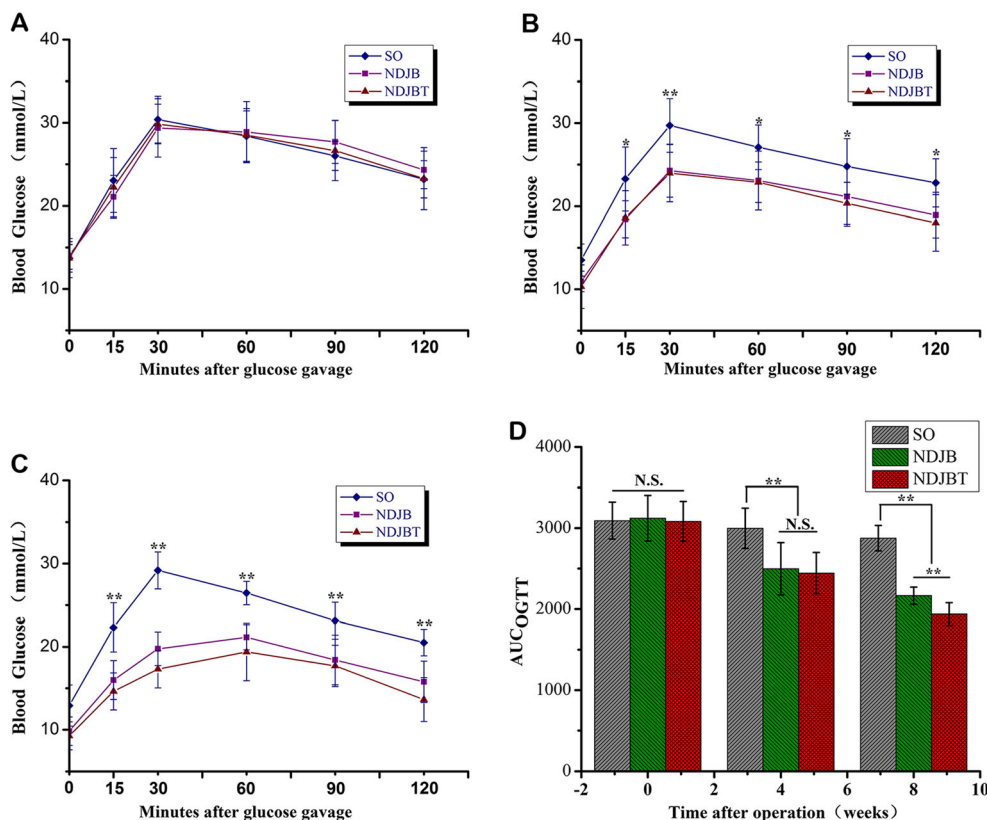 A
40
30
20
10
Blood Glucose (mmol/L)
SO
NDJB
NDJBT
0 15 30 60 90 120
Minutes after glucose gavage
B
40
30
20
10
Blood Glucose (mmol/L)
SO
NDJB
NDJBT
*
**
*
*
*
0 15 30 60 90 120
Minutes after glucose gavage
C
40
30
20
10
Blood Glucose (mmol/L)
SO
NDJB
NDJBT
**
**
**
**
**
0 15 30 60 90 120
Minutes after glucose gavage
D
4000
3000
2000
1000
0
AUCOGTT
SO
NDJB
NDJBT
N.S.
**
N.S.
**
**
-2 0 2 4 6 8 10
Time after operation (weeks)